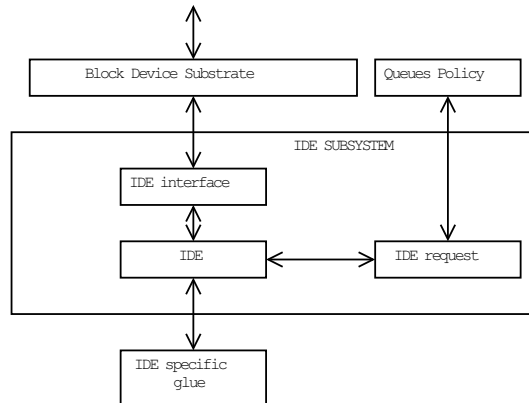 Block Device Substrate
Queues Policy
IDE SUBSYSTEM
IDE interface
IDE
IDE request
IDE specific
glue